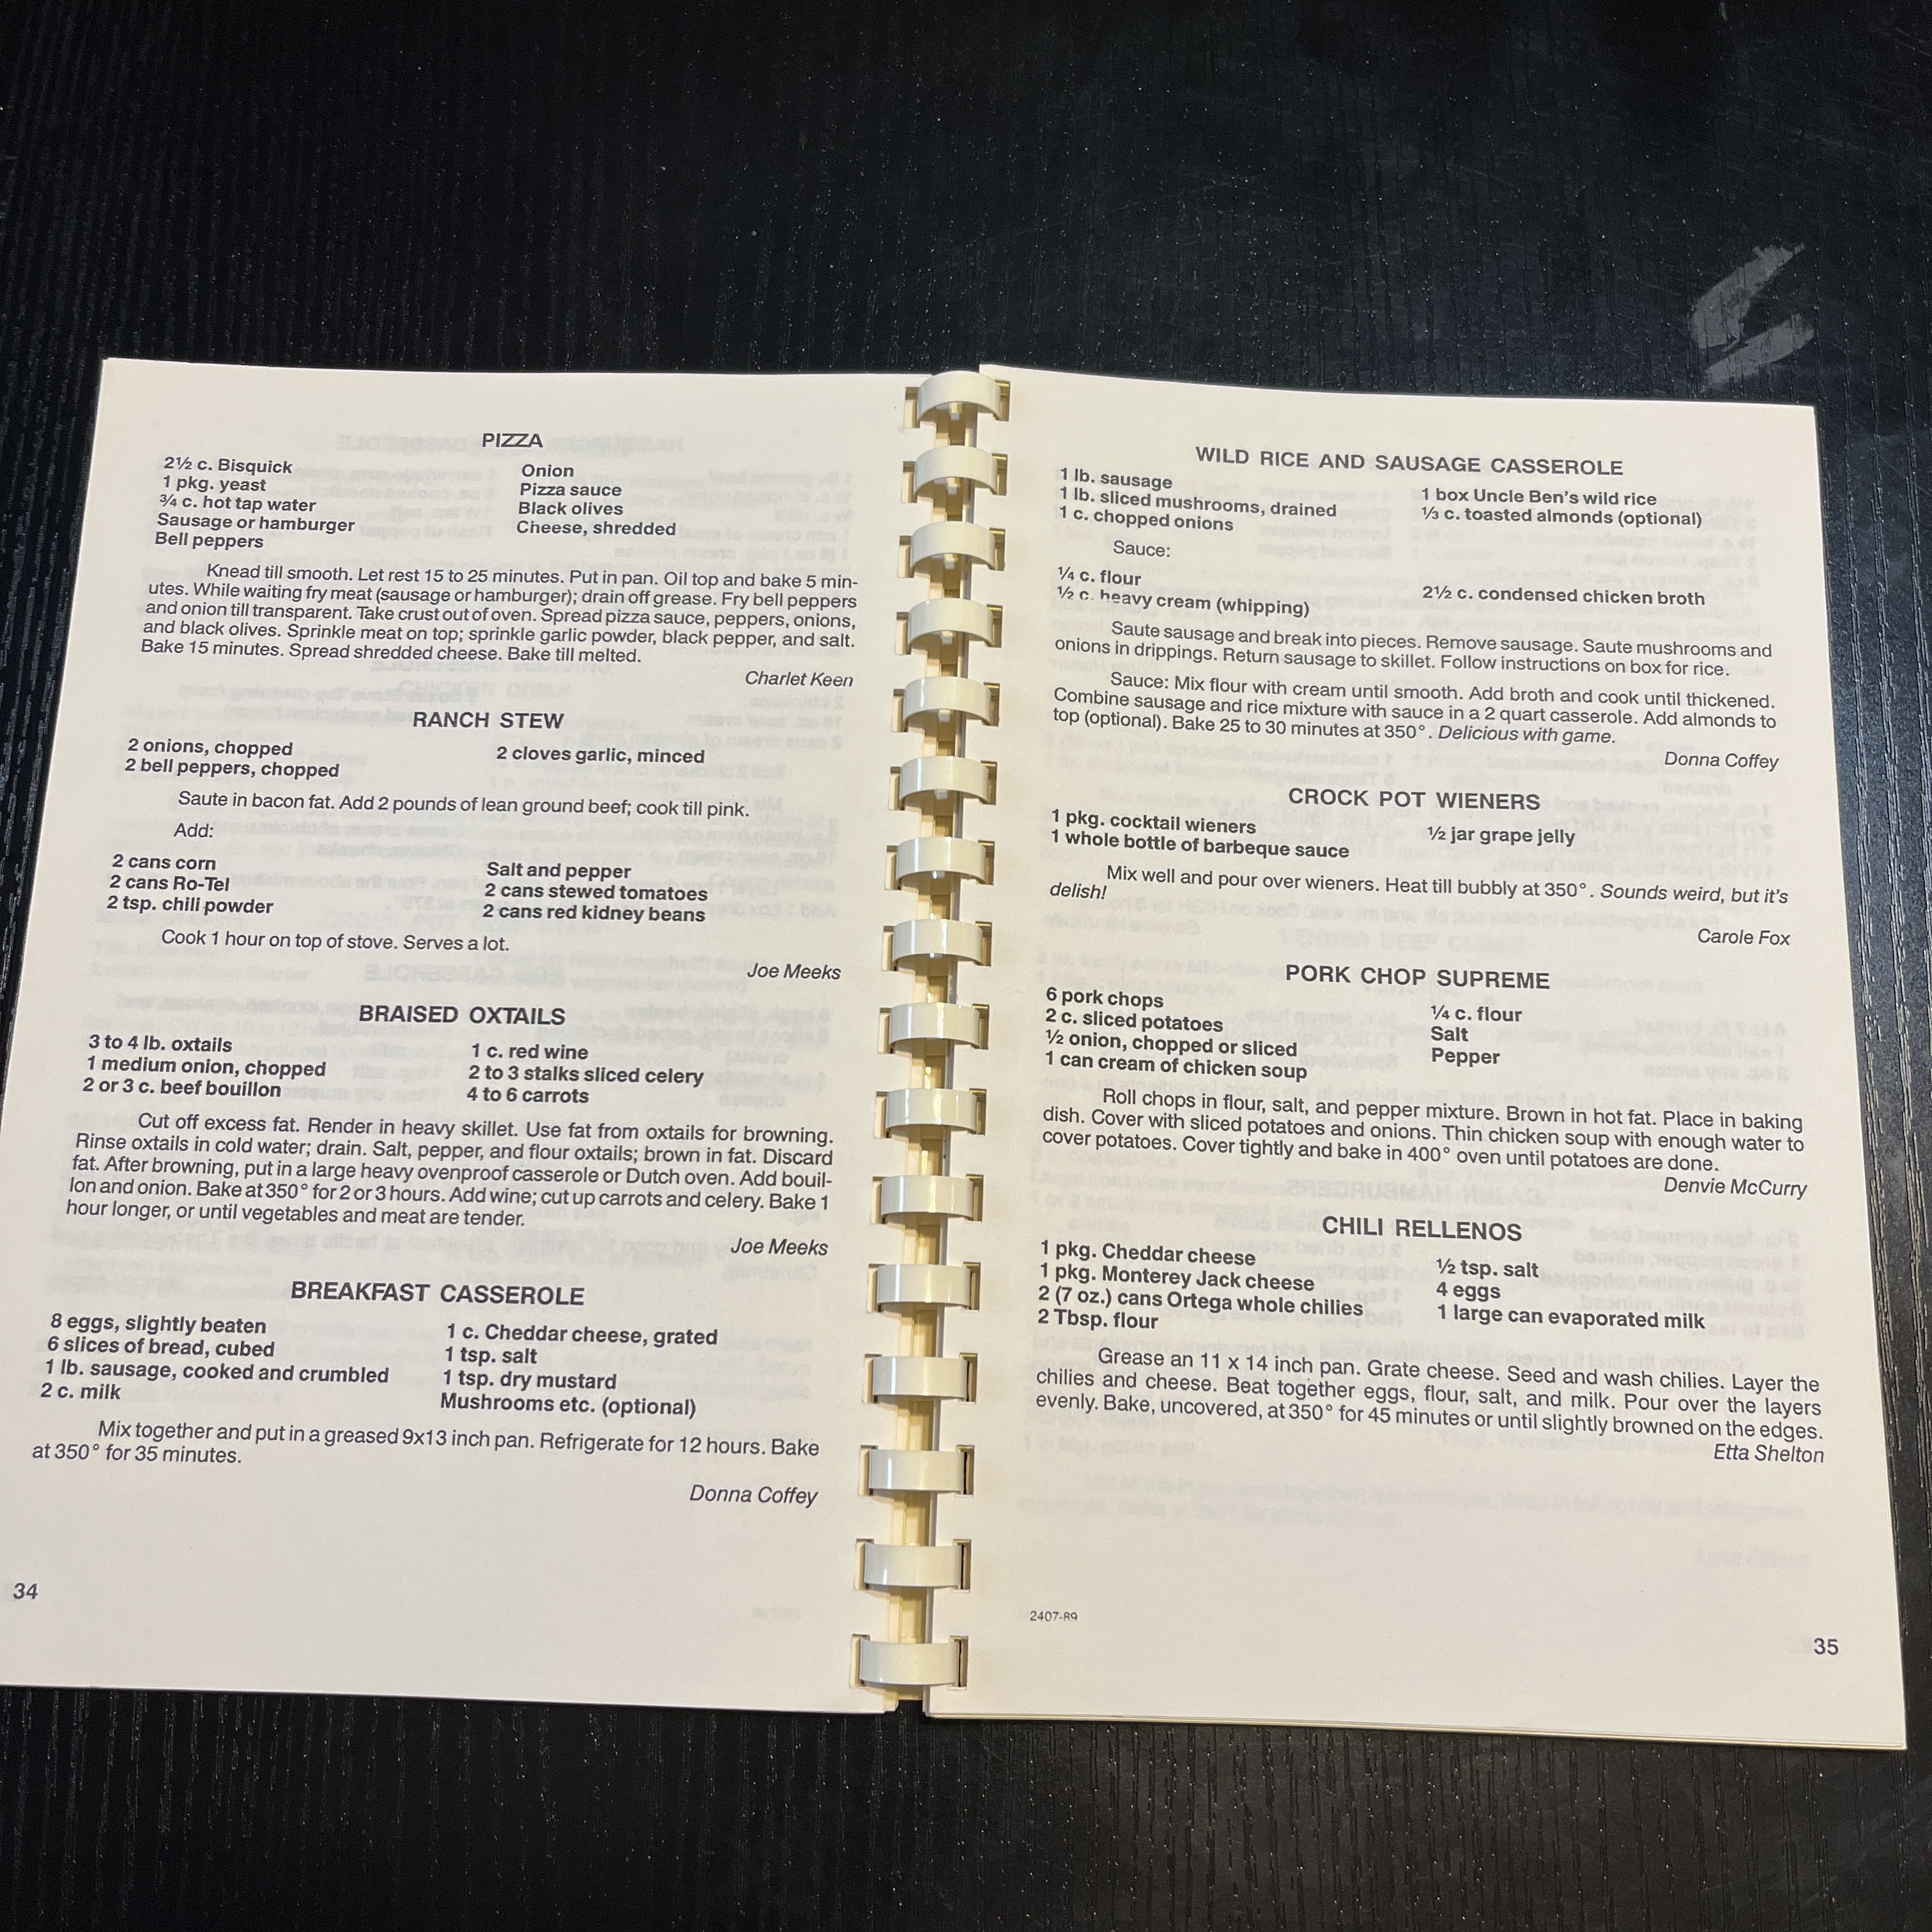 PIZZA
2½ c. Bisquick
1 pkg. yeast
¾ c. hot tap water
Sausage or hamburger
Bell peppers
Onion
Pizza sauce
Black olives
Cheese, shredded
Knead till smooth. Let rest 15 to 25 minutes. Put in pan. Oil top and bake 5 min-
utes. While waiting fry meat (sausage or hamburger); drain off grease. Fry bell peppers
and onion till transparent. Take crust out of oven. Spread pizza sauce, peppers, onions,
and black olives. Sprinkle meat on top; sprinkle garlic powder, black pepper, and salt.
Bake 15 minutes. Spread shredded cheese. Bake till melted.
Charlet Keen
RANCH STEW
2 onions, chopped
2 bell peppers, chopped
2 cloves garlic, minced
Saute in bacon fat. Add 2 pounds of lean ground beef; cook till pink.
Add:
2 cans corn
2 cans Ro-Tel
2 tsp. chili powder
Salt and pepper
2 cans stewed tomatoes
2 cans red kidney beans
Cook 1 hour on top of stove. Serves a lot.
Joe Meeks
BRAISED OXTAILS
3 to 4 lb. oxtails
1 medium onion, chopped
2 or 3 c. beef bouillon
1 c. red wine
2 to 3 stalks sliced celery
4 to 6 carrots
Cut off excess fat. Render in heavy skillet. Use fat from oxtails for browning.
Rinse oxtails in cold water; drain. Salt, pepper, and flour oxtails; brown in fat. Discard
fat. After browning, put in a large heavy ovenproof casserole or Dutch oven. Add bouil-
lon and onion. Bake at 350° for 2 or 3 hours. Add wine; cut up carrots and celery. Bake 1
hour longer, or until vegetables and meat are tender.
Joe Meeks
BREAKFAST CASSEROLE
8 eggs, slightly beaten
6 slices of bread, cubed
1 lb. sausage, cooked and crumbled
2 c. milk
1 c. Cheddar cheese, grated
1 tsp. salt
1 tsp. dry mustard
Mushrooms etc. (optional)
Mix together and put in a greased 9x13 inch pan. Refrigerate for 12 hours. Bake
at 350° for 35 minutes.
Donna Coffey
34
WILD RICE AND SAUSAGE CASSEROLE
1 lb. sausage
1 lb. sliced mushrooms, drained
1 c. chopped onions
1 box Uncle Ben's wild rice
⅓ c. toasted almonds (optional)
Sauce:
¼ c. flour
½ c. heavy cream (whipping)
2½ c. condensed chicken broth
Saute sausage and break into pieces. Remove sausage. Saute mushrooms and
onions in drippings. Return sausage to skillet. Follow instructions on box for rice.
Sauce: Mix flour with cream until smooth. Add broth and cook until thickened.
Combine sausage and rice mixture with sauce in a 2 quart casserole. Add almonds to
top (optional). Bake 25 to 30 minutes at 350°. Delicious with game.
Donna Coffey
CROCK POT WIENERS
1 pkg. cocktail wieners
1 whole bottle of barbeque sauce
½ jar grape jelly
Mix well and pour over wieners. Heat till bubbly at 350°. Sounds weird, but it's
delish!
Carole Fox
PORK CHOP SUPREME
6 pork chops
2 c. sliced potatoes
½ onion, chopped or sliced
1 can cream of chicken soup
¼ c. flour
Salt
Pepper
Roll chops in flour, salt, and pepper mixture. Brown in hot fat. Place in baking
dish. Cover with sliced potatoes and onions. Thin chicken soup with enough water to
cover potatoes. Cover tightly and bake in 400° oven until potatoes are done.
Denvie McCurry
CHILI RELLENOS
1 pkg. Cheddar cheese
1 pkg. Monterey Jack cheese
2 (7 oz.) cans Ortega whole chilies
2 Tbsp. flour
½ tsp. salt
4 eggs
1 large can evaporated milk
Grease an 11 x 14 inch pan. Grate cheese. Seed and wash chilies. Layer the
chilies and cheese. Beat together eggs, flour, salt, and milk. Pour over the layers
evenly. Bake, uncovered, at 350° for 45 minutes or until slightly browned on the edges.
Etta Shelton
2407-89
35